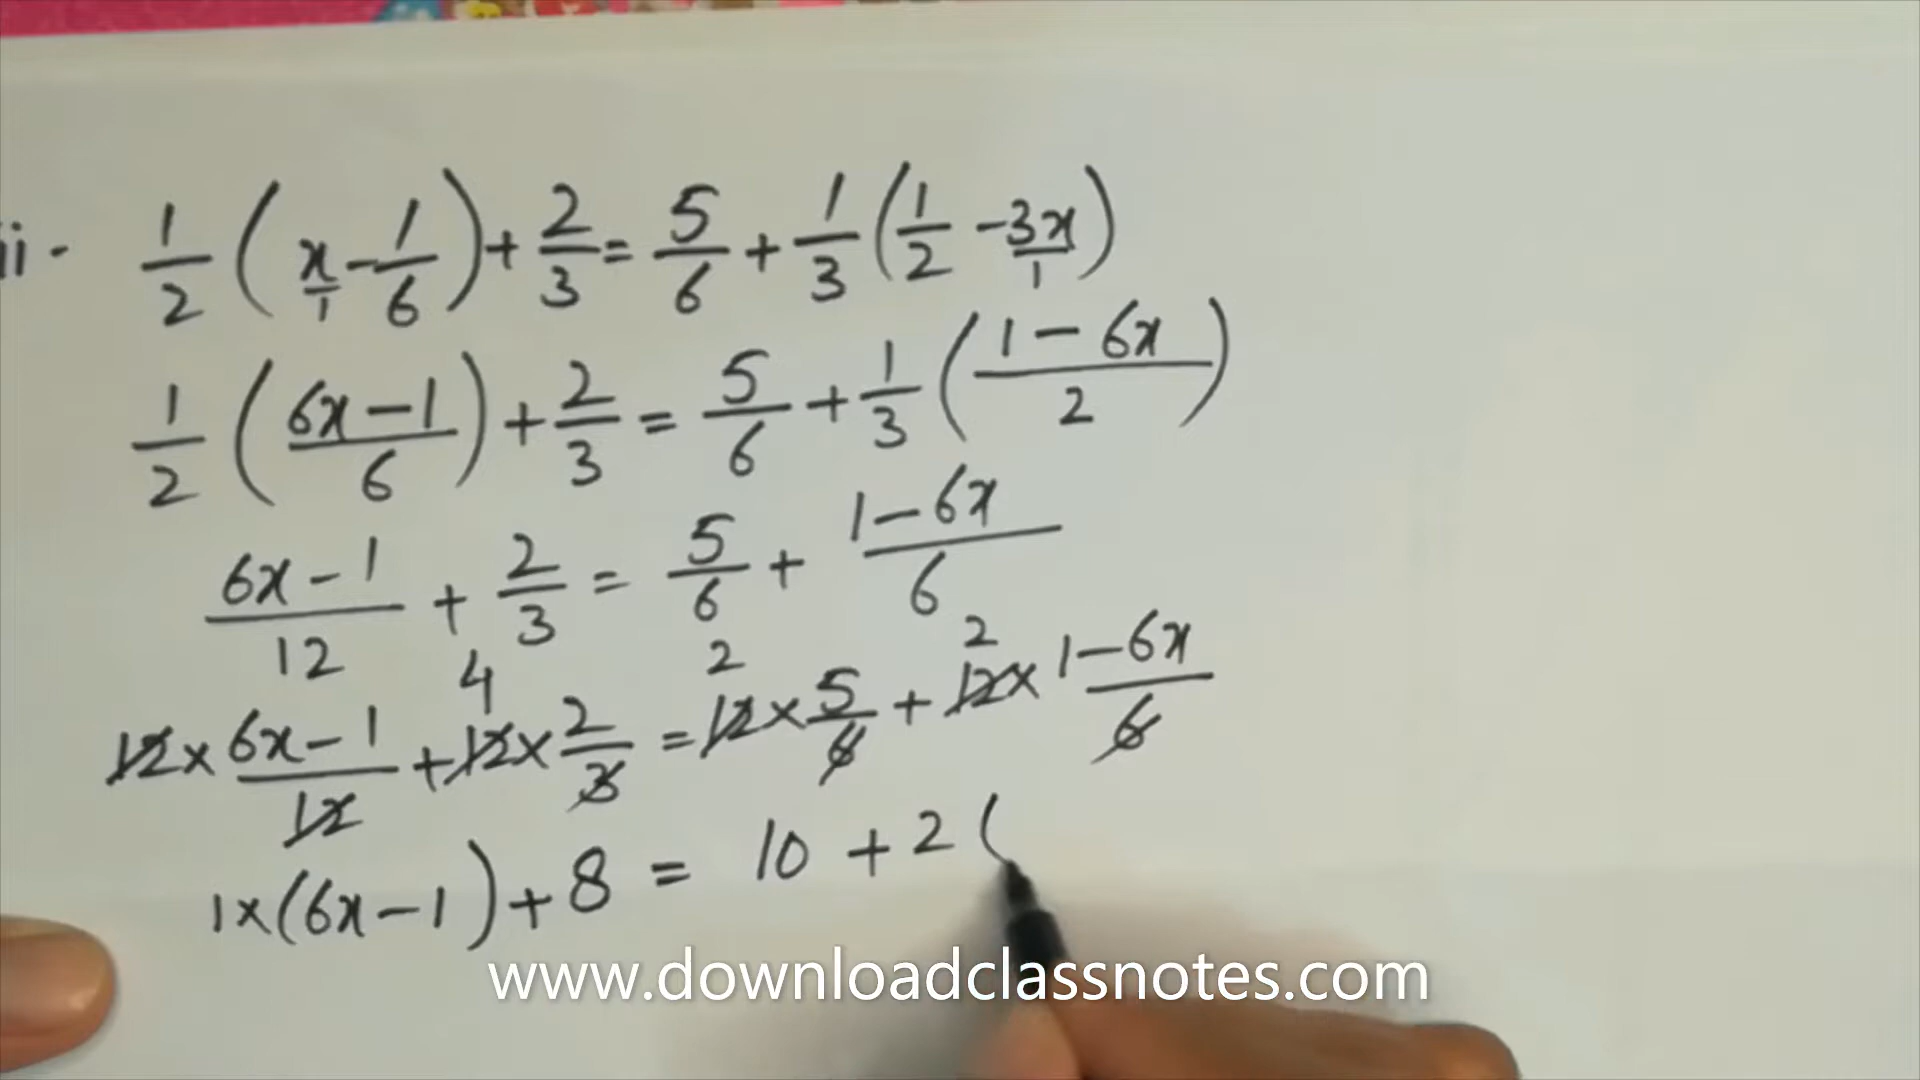 ii - 1/2 (x/1 - 1/6) + 2/3 = 5/6 + 1/3 (1/2 - 3x/1)
1/2 (6x - 1/6) + 2/3 = 5/6 + 1/3 (1 - 6x/2)
6x - 1/12 + 2/3 = 5/6 + 1 - 6x/6
4 2 2
12 × 6x - 1/12 + 12 × 2/3 = 12 × 5/6 + 12 × 1 - 6x/6
1 × (6x - 1) + 8 = 10 + 2 (
www.downloadclassnotes.com